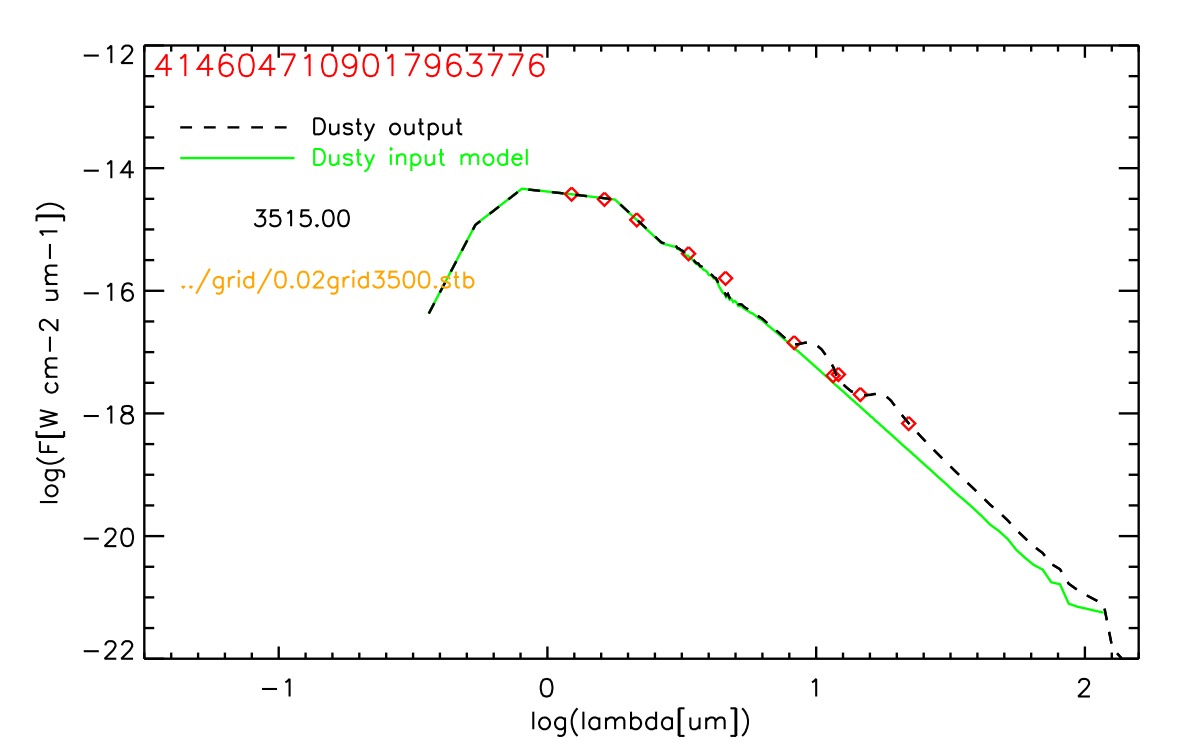 4146047109017963776
Dusty output
Dusty input model
3515.00
../grid/0.02grid3500.stb
-12
-14
-16
-18
-20
-22
log(F[W cm-2 um-1])
-1
0
1
2
log(lambda[um])